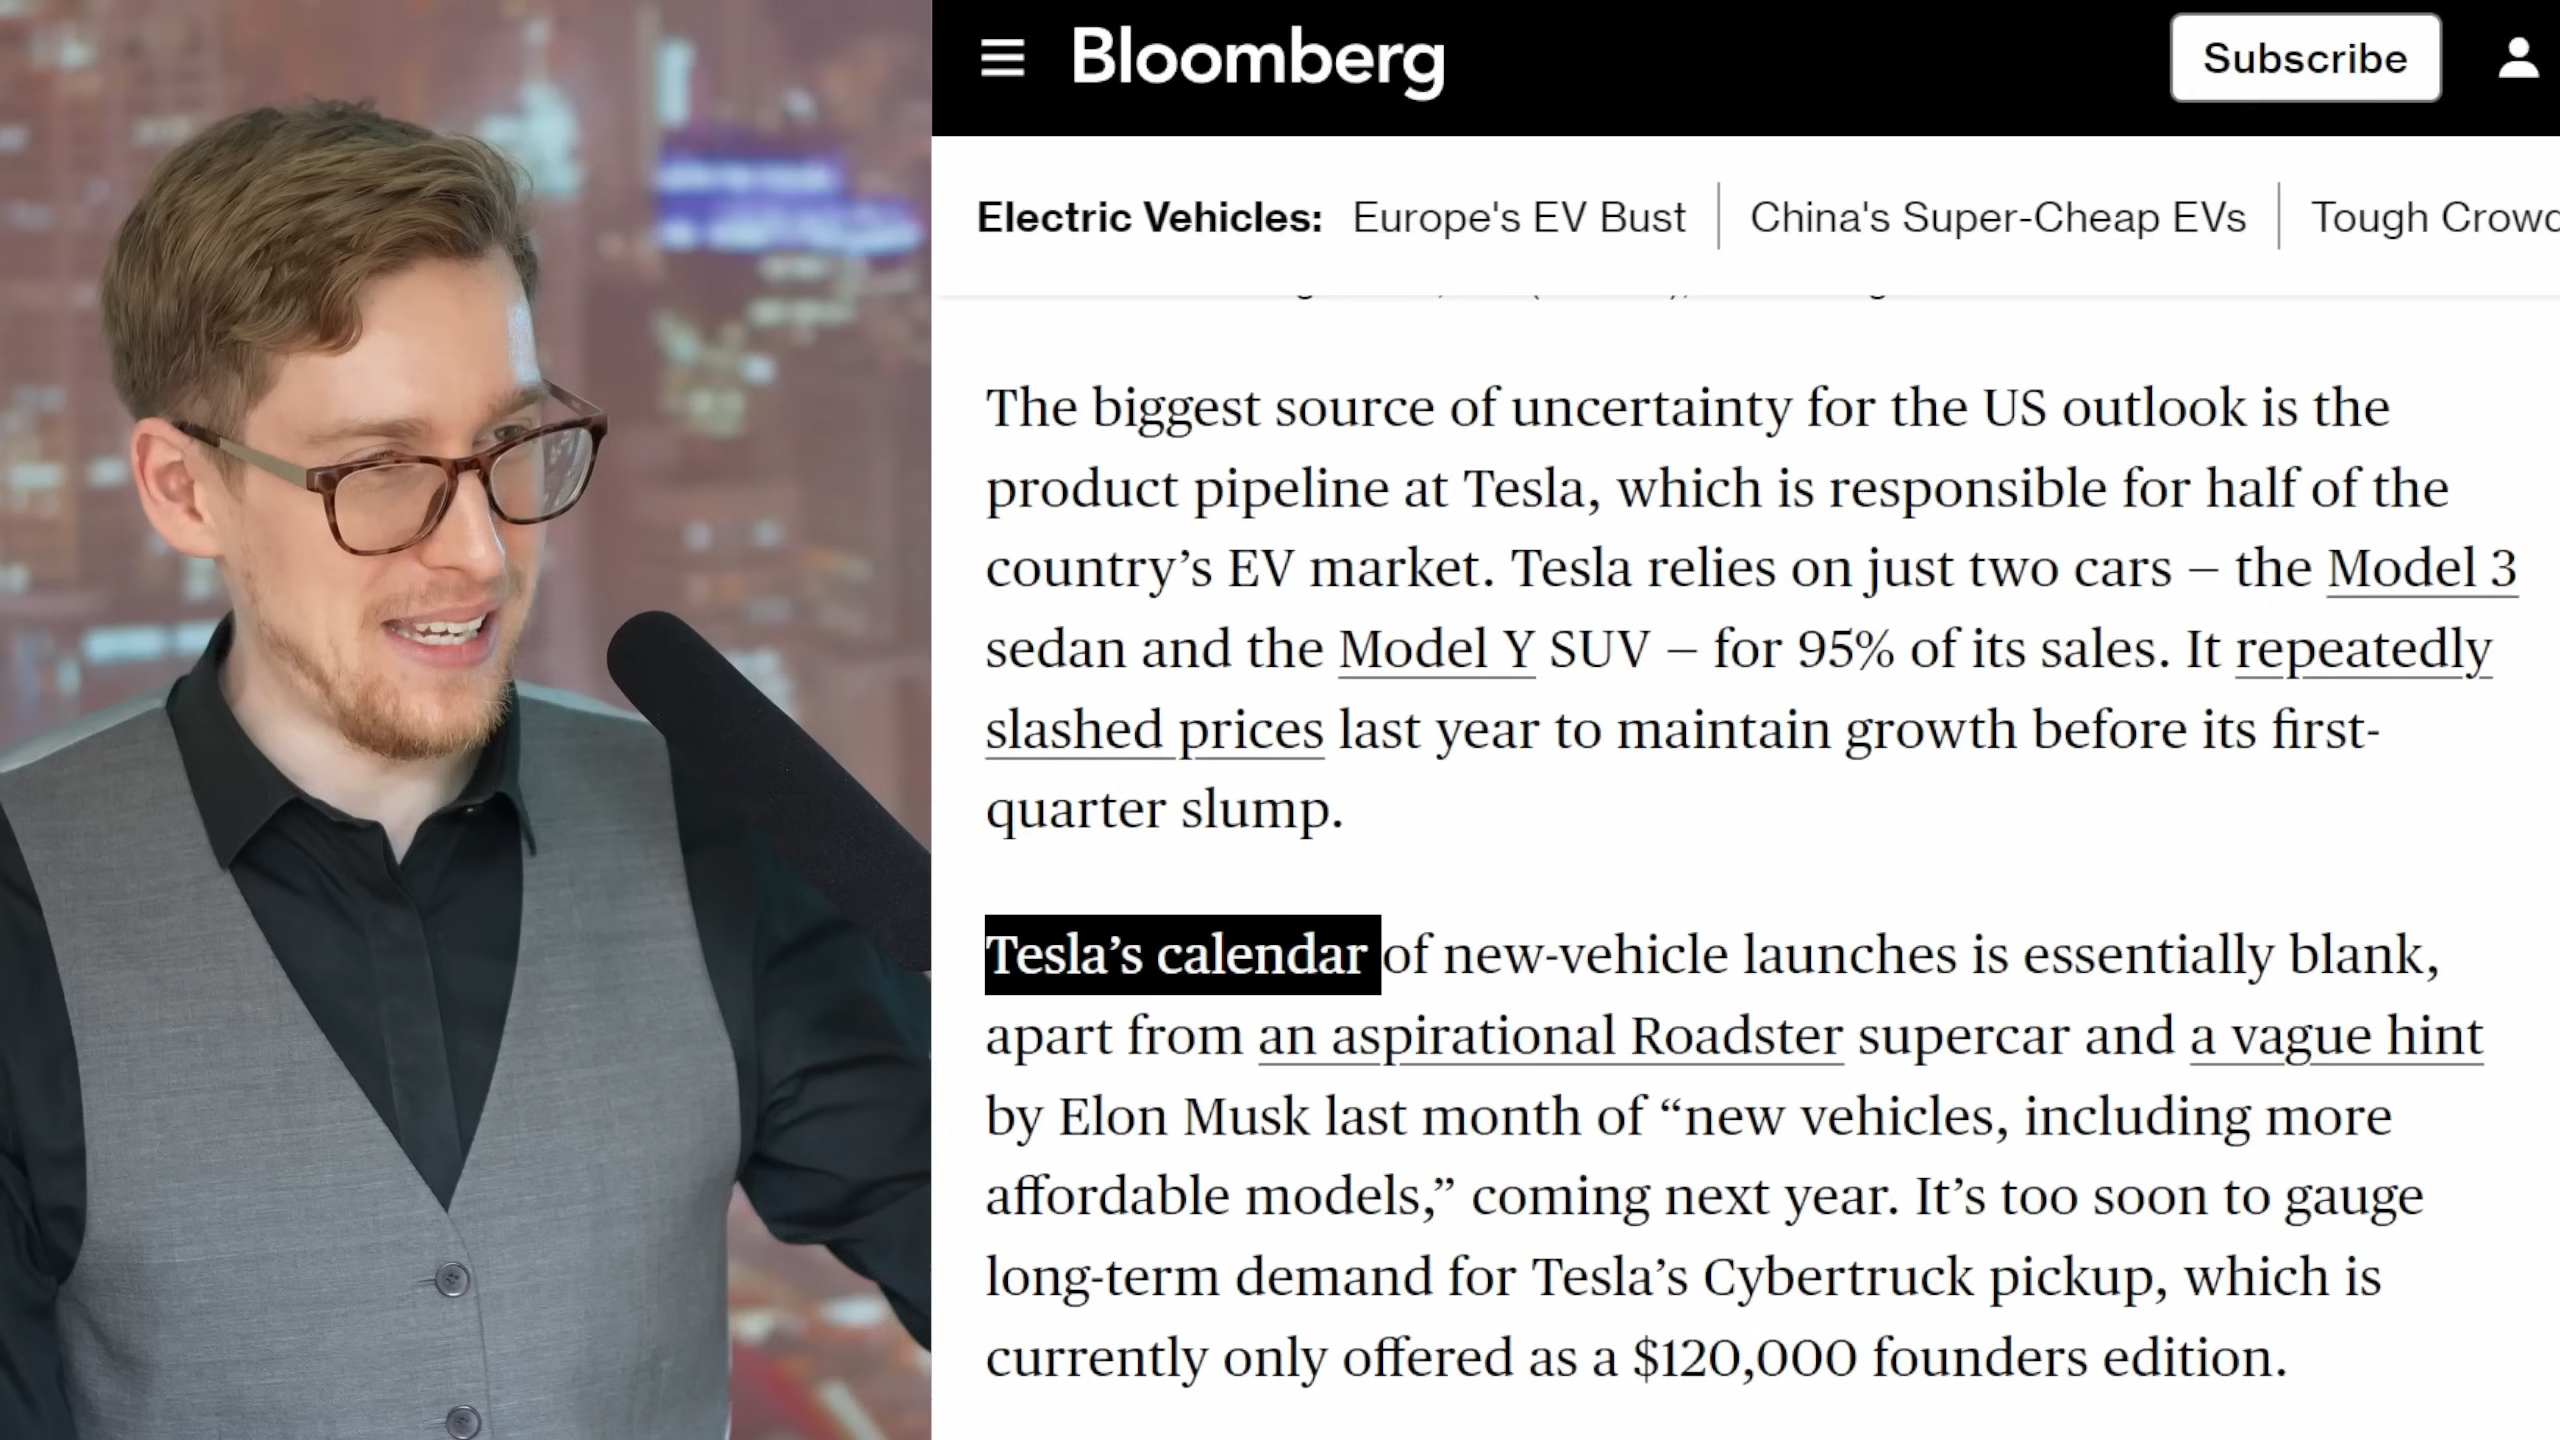 Bloomberg
Subscribe
Electric Vehicles: Europe's EV Bust China's Super-Cheap EVs Tough
The biggest source of uncertainty for the US outlook is the
product pipeline at Tesla, which is responsible for half of the
country’s EV market. Tesla relies on just two cars – the Model 3
sedan and the Model Y SUV – for 95% of its sales. It repeatedly
slashed prices last year to maintain growth before its first-
quarter slump.
Tesla’s calendar of new-vehicle launches is essentially blank,
apart from an aspirational Roadster supercar and a vague hint
by Elon Musk last month of “new vehicles, including more
affordable models,” coming next year. It’s too soon to gauge
long-term demand for Tesla’s Cybertruck pickup, which is
currently only offered as a $120,000 founders edition.